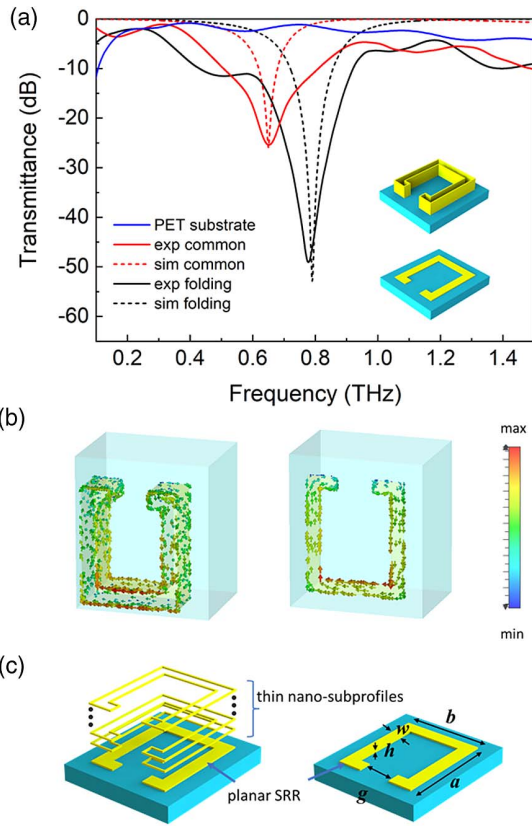 (a)
0
-10
-20
-30
-40
-50
-60
Transmittance (dB)
PET substrate
exp common
sim common
exp folding
sim folding
0.2 0.4 0.6 0.8 1.0 1.2 1.4
Frequency (THz)
(b)
max
min
(c)
thin nano-subprofiles
planar SRR
w
b
h
g
a